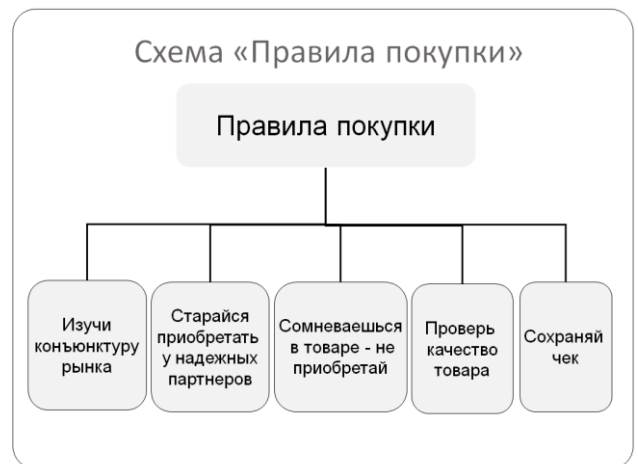 Схема «Правила покупки»
Правила покупки
Изучи
конъюнктуру
рынка
Старайся
приобретать
у надежных
партнеров
Сомневаешься
в товаре - не
приобретай
Проверь
качество
товара
Сохраняй
чек